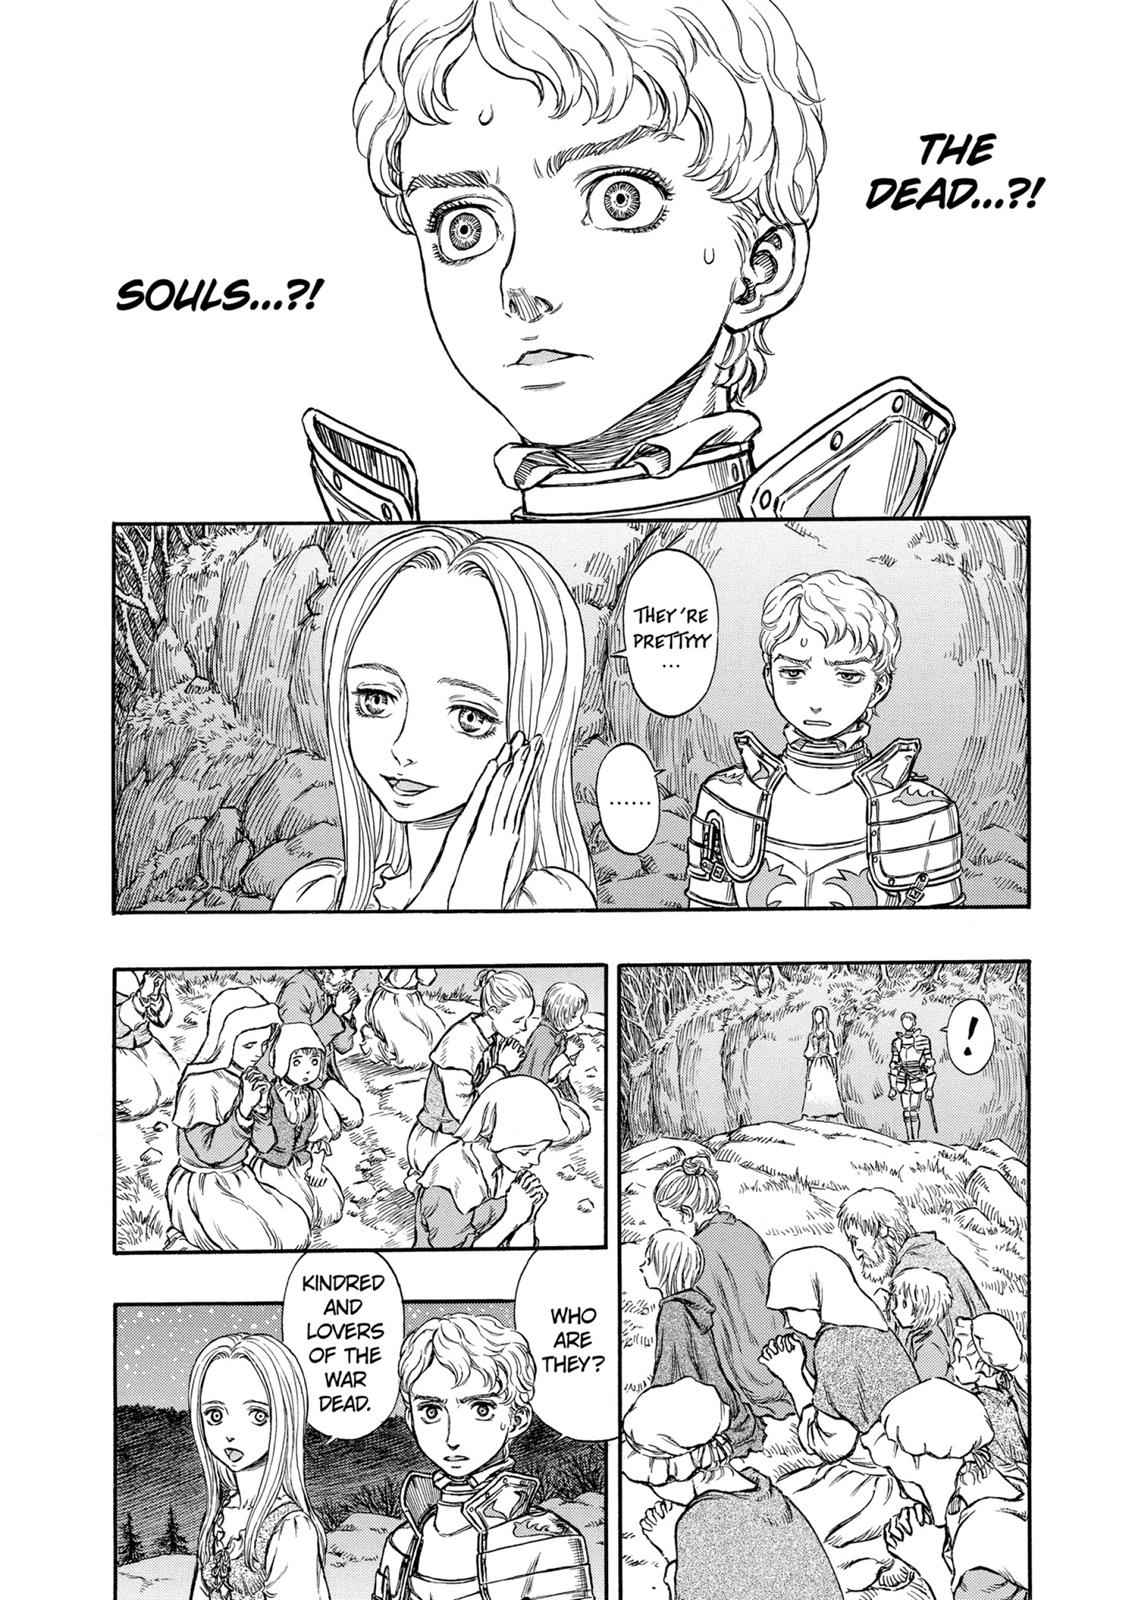 THE
DEAD...?!
SOULS...?!
THEY'RE
PRETTYYY
...
......
!
WHO
ARE
THEY?
KINDRED
AND
LOVERS
OF THE
WAR
DEAD.